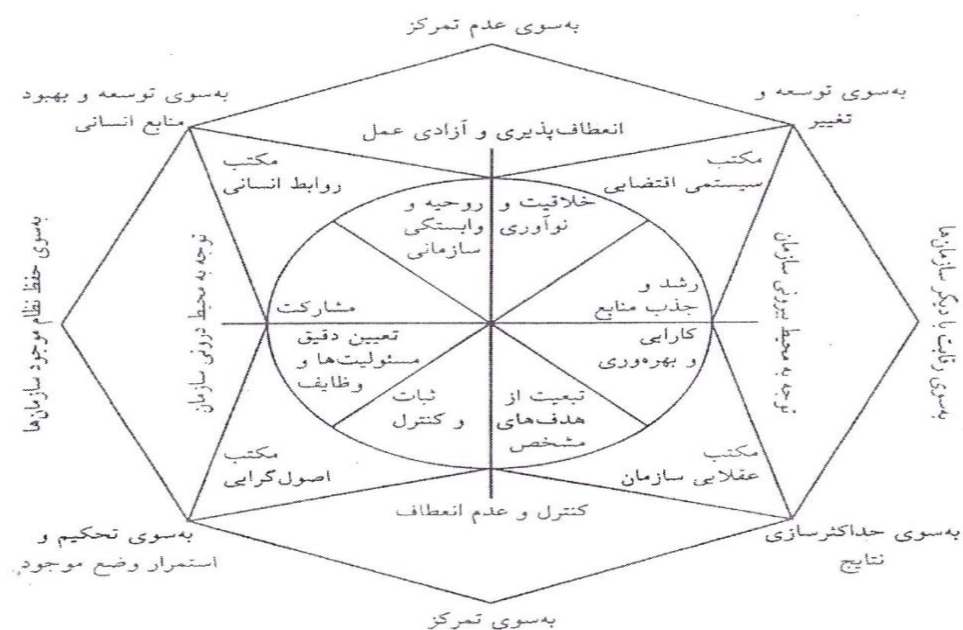 به‌سوی عدم تمرکز
به‌سوی توسعه و
تغییر
به‌سوی توسعه و بهبود
منابع انسانی
انعطاف‌پذیری و آزادی عمل
مکتب
سیستمی اقتضایی
مکتب
روابط انسانی
خلاقیت و
نوآوری
روحیه و
وابستگی
سازمانی
به‌سوی رقابت با دیگر سازمان‌ها
توجه به محیط بیرونی سازمان
رشد و
جذب منابع
مشارکت
توجه به محیط درونی سازمان
به‌سوی حفظ نظام موجود سازمان‌ها
کارایی
و بهره‌وری
تعیین دقیق
مسئولیت‌ها و
وظایف
تبعیت از
هدف‌های
مشخص
ثبات
و کنترل
مکتب
عقلایی سازمان
مکتب
اصول‌گرایی
کنترل و عدم انعطاف
به‌سوی حداکثرسازی
نتایج
به‌سوی تحکیم و
استمرار وضع موجود
به‌سوی تمرکز